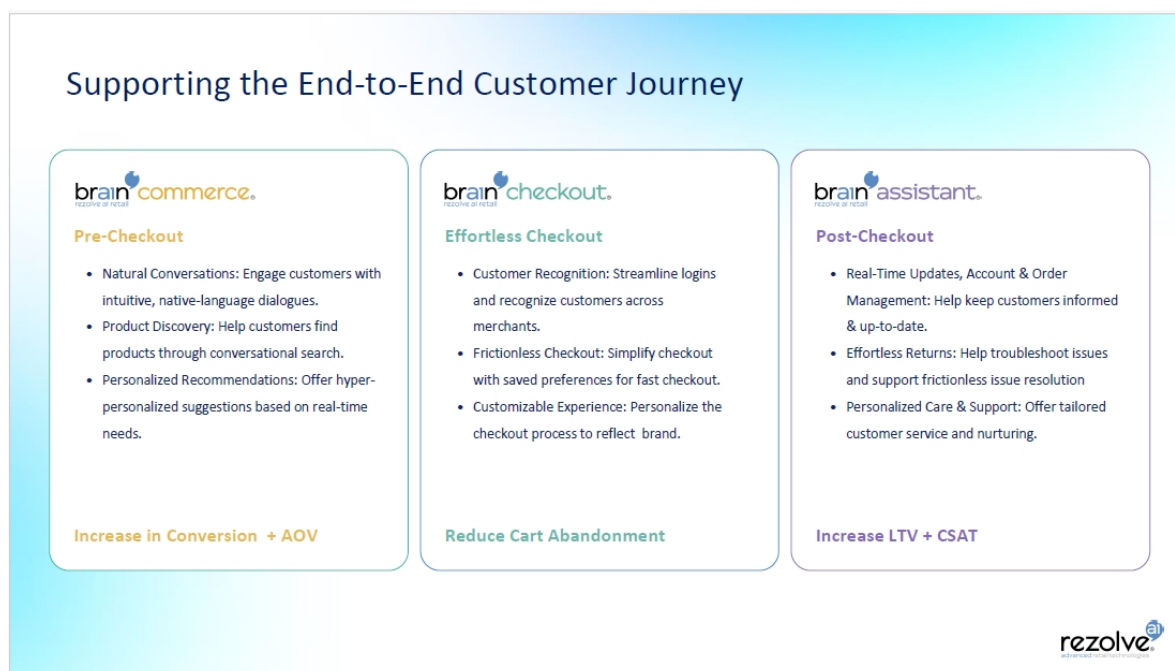 Supporting the End-to-End Customer Journey
brain commerce®
rezolve ai retail
Pre-Checkout
• Natural Conversations: Engage customers with
intuitive, native-language dialogues.
• Product Discovery: Help customers find
products through conversational search.
• Personalized Recommendations: Offer hyper-
personalized suggestions based on real-time
needs.
Increase in Conversion + AOV
brain checkout®
rezolve ai retail
Effortless Checkout
• Customer Recognition: Streamline logins
and recognize customers across
merchants.
• Frictionless Checkout: Simplify checkout
with saved preferences for fast checkout.
• Customizable Experience: Personalize the
checkout process to reflect brand.
Reduce Cart Abandonment
brain assistant®
rezolve ai retail
Post-Checkout
• Real-Time Updates, Account & Order
Management: Help keep customers informed
& up-to-date.
• Effortless Returns: Help troubleshoot issues
and support frictionless issue resolution
• Personalized Care & Support: Offer tailored
customer service and nurturing.
Increase LTV + CSAT
rezolve ai®
advanced retail technologies